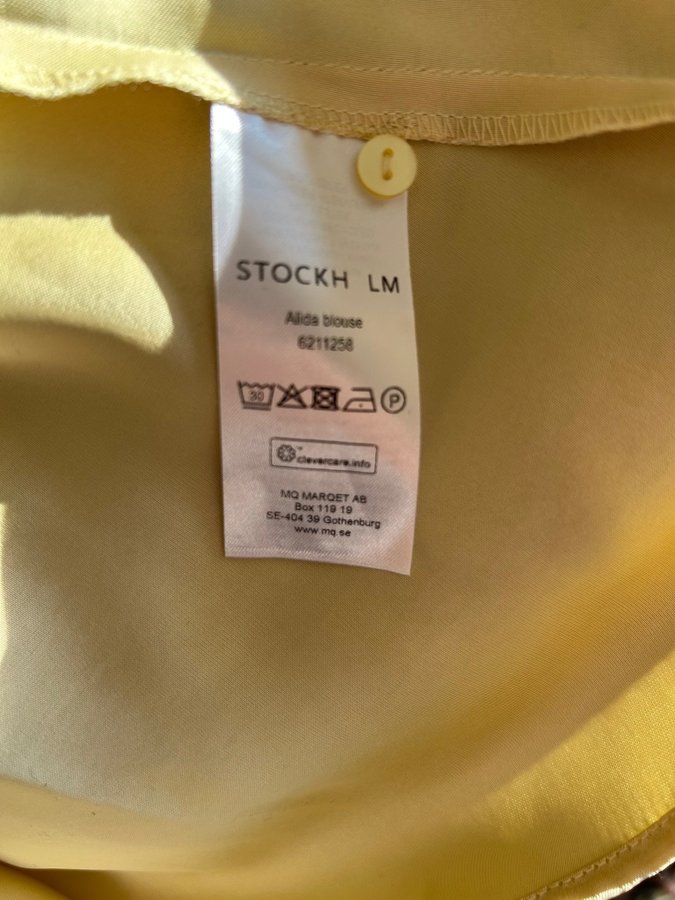 STOCKH LM
Alida blouse
6211258
30 P
clevercare.info
MQ MARQET AB
Box 119 19
SE-404 39 Gothenburg
www.mq.se